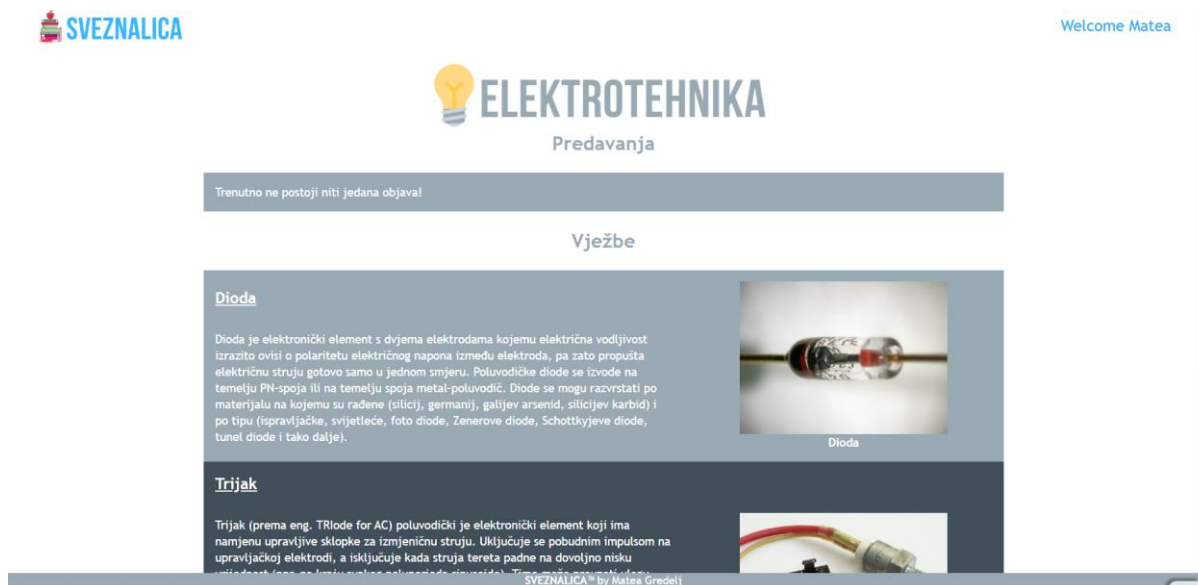 SVEZNALICA
Welcome Matea
ELEKTROTEHNIKA
Predavanja
Trenutno ne postoji niti jedana objava!
Vježbe
Dioda
Dioda je elektronički element s dvjema elektrodama kojemu električna vodljivost
izrazito ovisi o polaritetu električnog napona između elektroda, pa zato propušta
električnu struju gotovo samo u jednom smjeru. Poluvodičke diode se izvode na
temelju PN-spoja ili na temelju spoja metal-poluvodič. Diode se mogu razvrstati po
materijalu na kojemu su rađene (silicij, germanij, galijev arsenid, silicijev karbid) i
po tipu (ispravljačke, svijetleće, foto diode, Zenerove diode, Schottkyjeve diode,
tunel diode i tako dalje).
Dioda
Trijak
Trijak (prema eng. TRIode for AC) poluvodički je elektronički element koji ima
namjenu upravljive sklopke za izmjeničnu struju. Uključuje se pobudnim impulsom na
upravljačkoj elektrodi, a isključuje kada struja tereta padne na dovoljno nisku
SVEZNALICA™ by Matea Gredelj